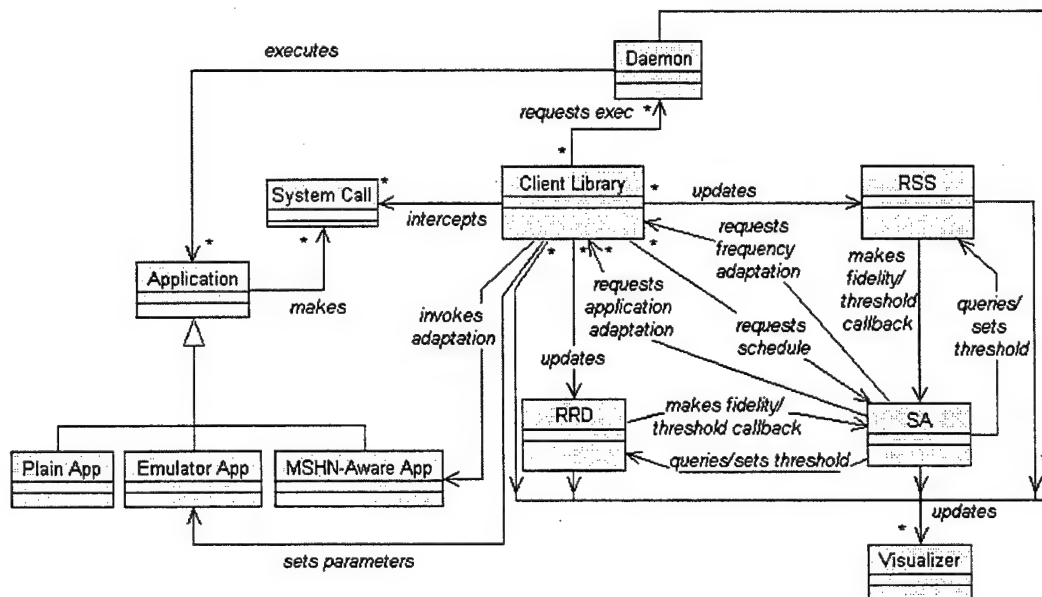 executes
Daemon
requests exec *
*
System Call
*
*
intercepts
Client Library
*
updates
RSS
*
Application
makes
invokes
adaptation
*
*
*
*
requests
application
adaptation
requests
frequency
adaptation
requests
schedule
makes
fidelity/
threshold
callback
queries/
sets
threshold
updates
RRD
makes fidelity/
threshold callback
queries/sets threshold
SA
Plain App
Emulator App
MSHN-Aware App
sets parameters
updates
*
Visualizer